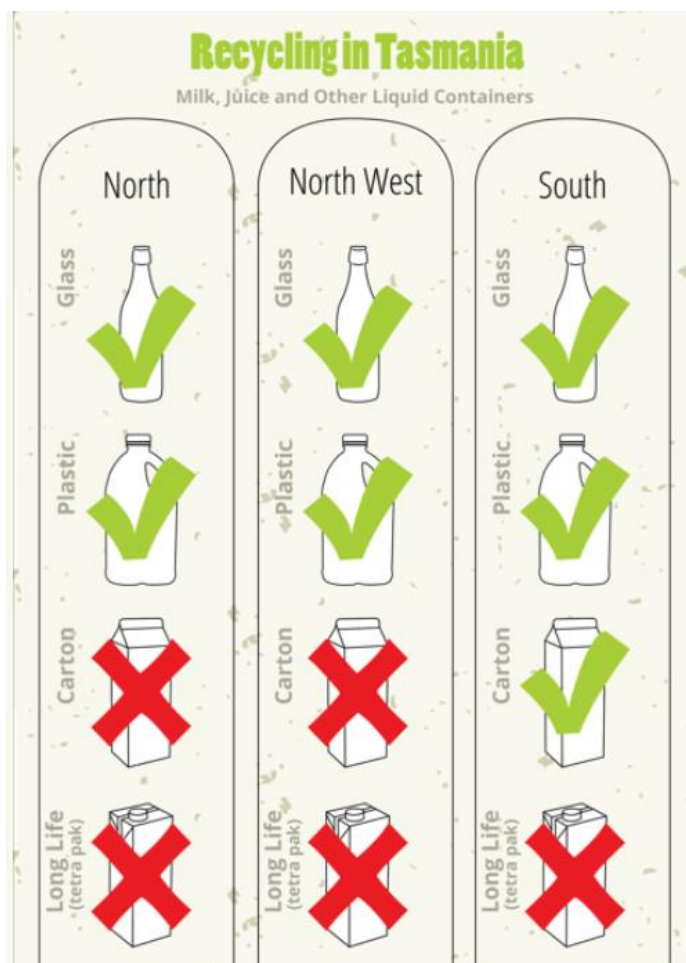 Recycling in Tasmania
Milk, Juice and Other Liquid Containers
North
North West
South
Glass
Glass
Glass
Plastic
Plastic
Plastic
Carton
Carton
Carton
Long Life
(tetra pak)
Long Life
(tetra pak)
Long Life
(tetra pak)